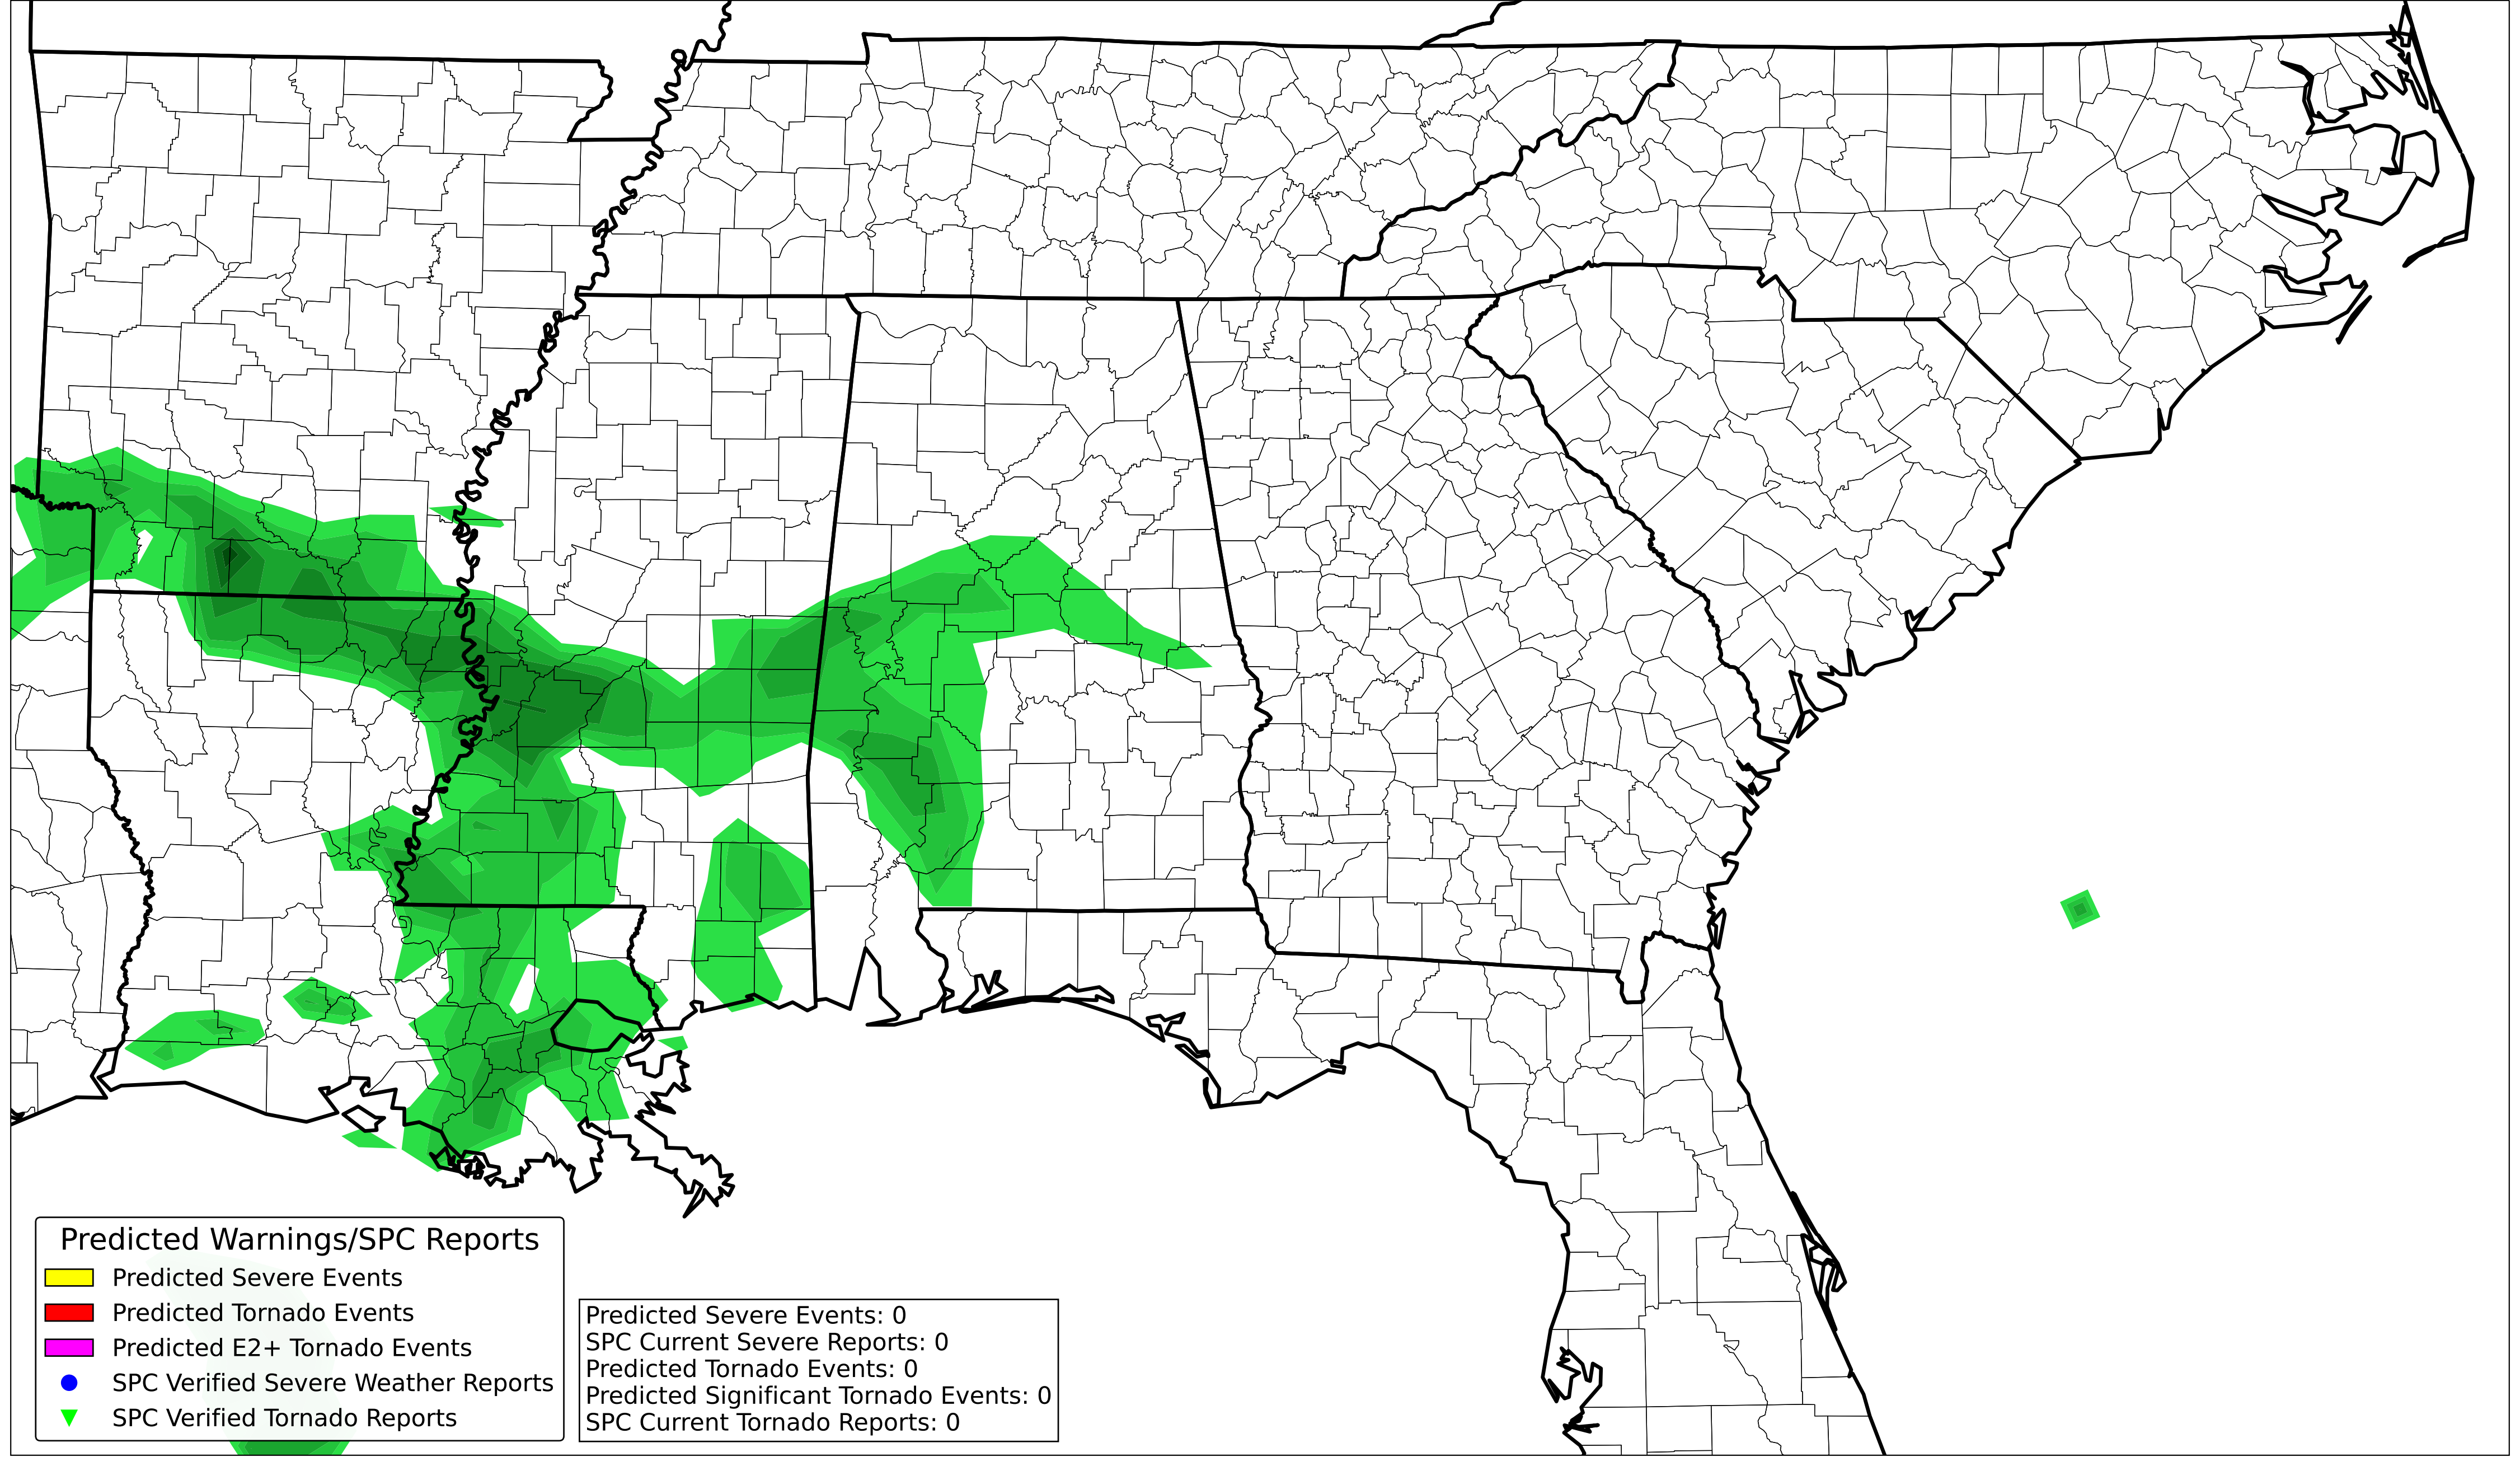 Predicted Warnings/SPC Reports
Predicted Severe Events
Predicted Tornado Events
Predicted E2+ Tornado Events
SPC Verified Severe Weather Reports
SPC Verified Tornado Reports
Predicted Severe Events: 0
SPC Current Severe Reports: 0
Predicted Tornado Events: 0
Predicted Significant Tornado Events: 0
SPC Current Tornado Reports: 0